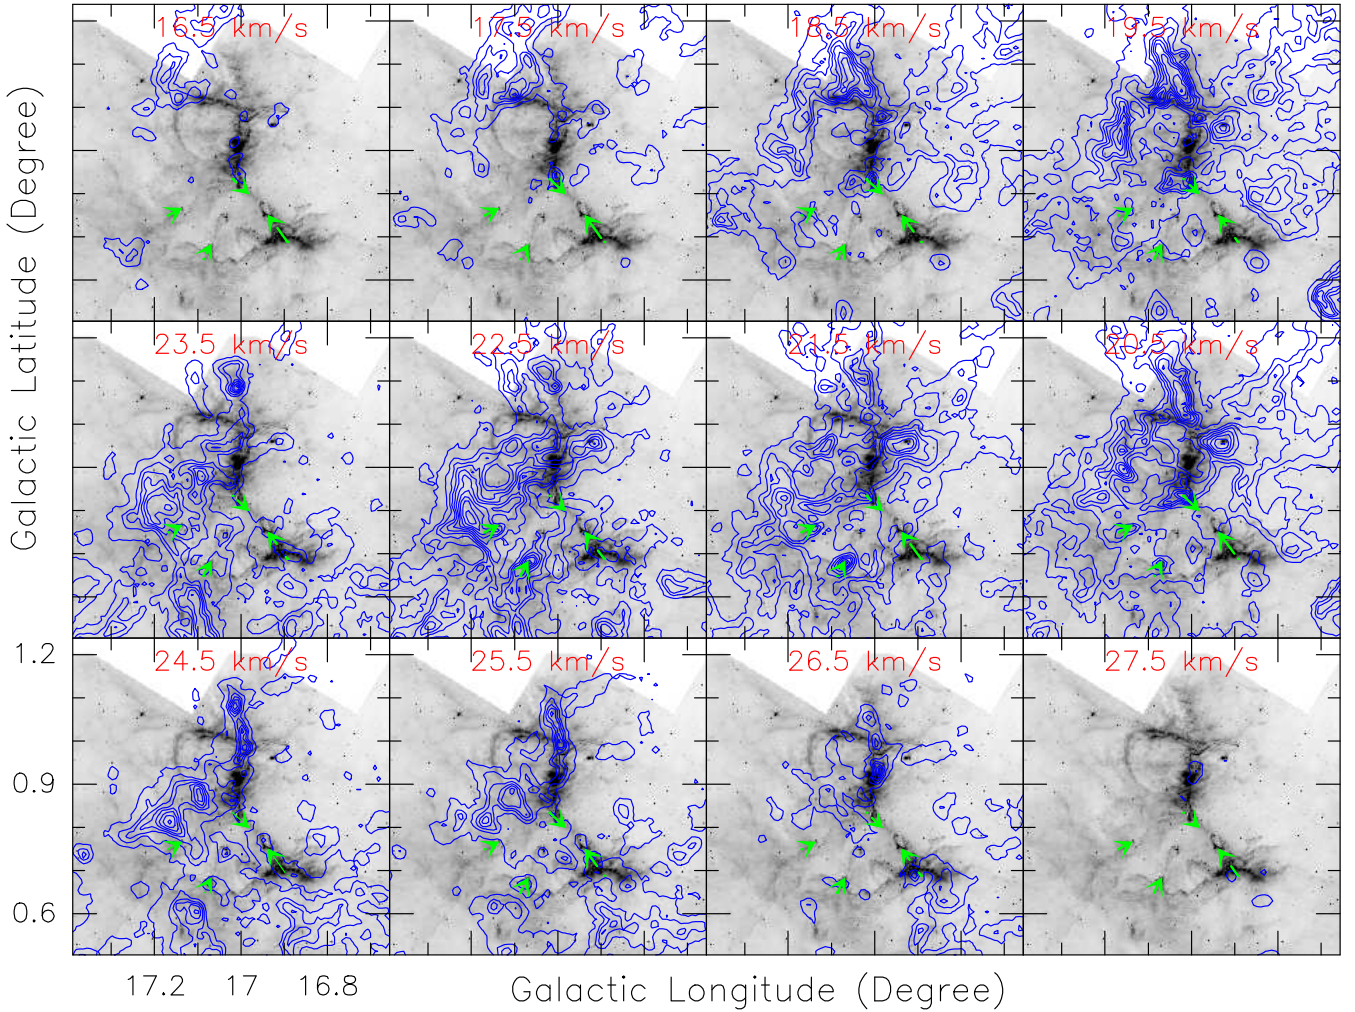 16.5 km/s 17.5 km/s 18.5 km/s 19.5 km/s
23.5 km/s 22.5 km/s 21.5 km/s 20.5 km/s
24.5 km/s 25.5 km/s 26.5 km/s 27.5 km/s
Galactic Latitude (Degree)
1.2
0.9
0.6
17.2 17 16.8
Galactic Longitude (Degree)